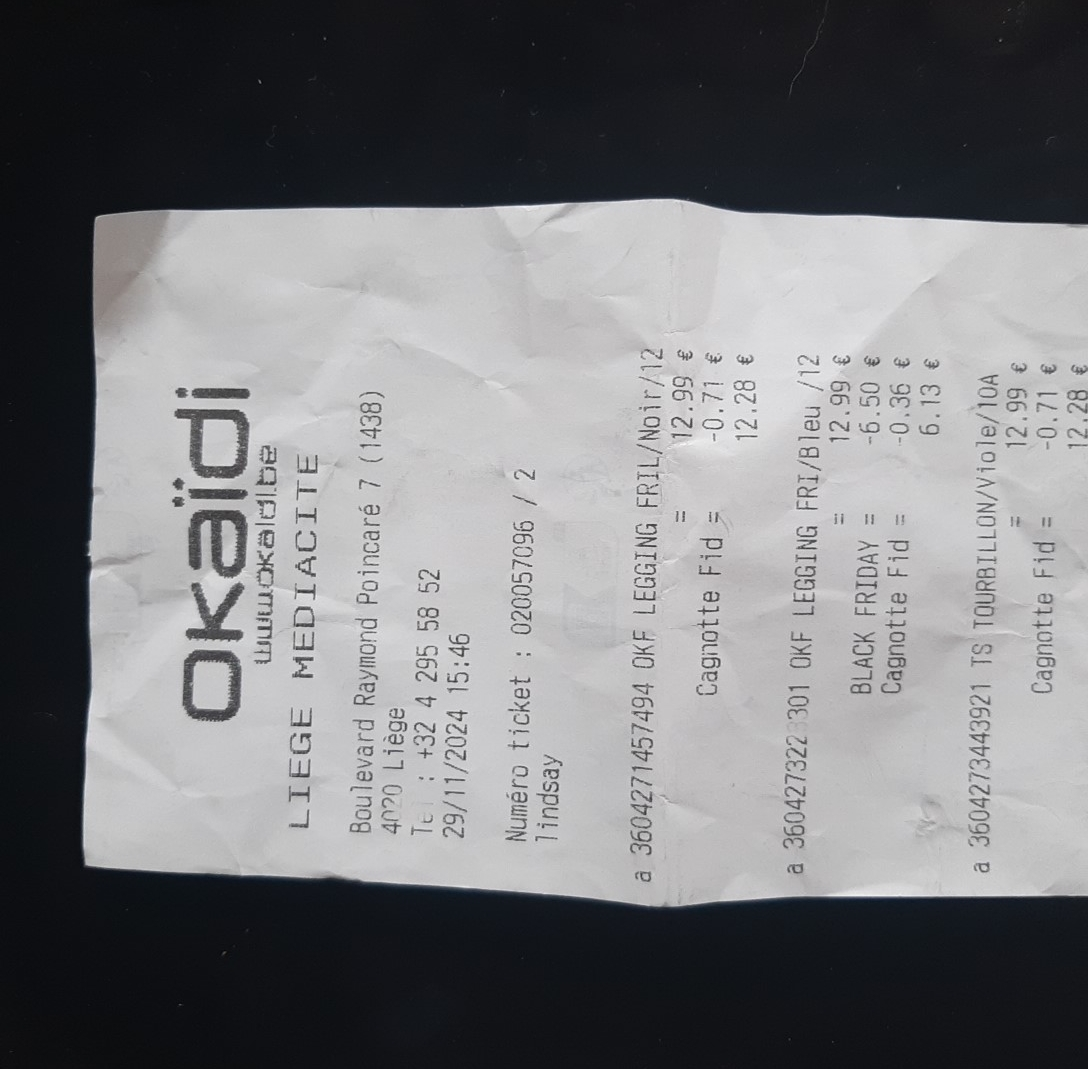 okaïdi
www.okaidi.be
LIEGE MEDIACITE
Boulevard Raymond Poincaré 7 (1438)
4020 Liège
Tel : +32 4 295 58 52
29/11/2024 15:46
Numéro ticket : 020057096 / 2
lindsay
a 3604271457494 OKF LEGGING FRIL/Noir/12
= 12.99 €
Cagnotte Fid = -0.71 €
12.28 €
a 3604273223301 OKF LEGGING FRI/Bleu /12
= 12.99 €
BLACK FRIDAY = -6.50 €
Cagnotte Fid = -0.36 €
6.13 €
a 3604273443921 TS TOURBILLON/Viole/10A
= 12.99 €
Cagnotte Fid = -0.71 €
12.28 €